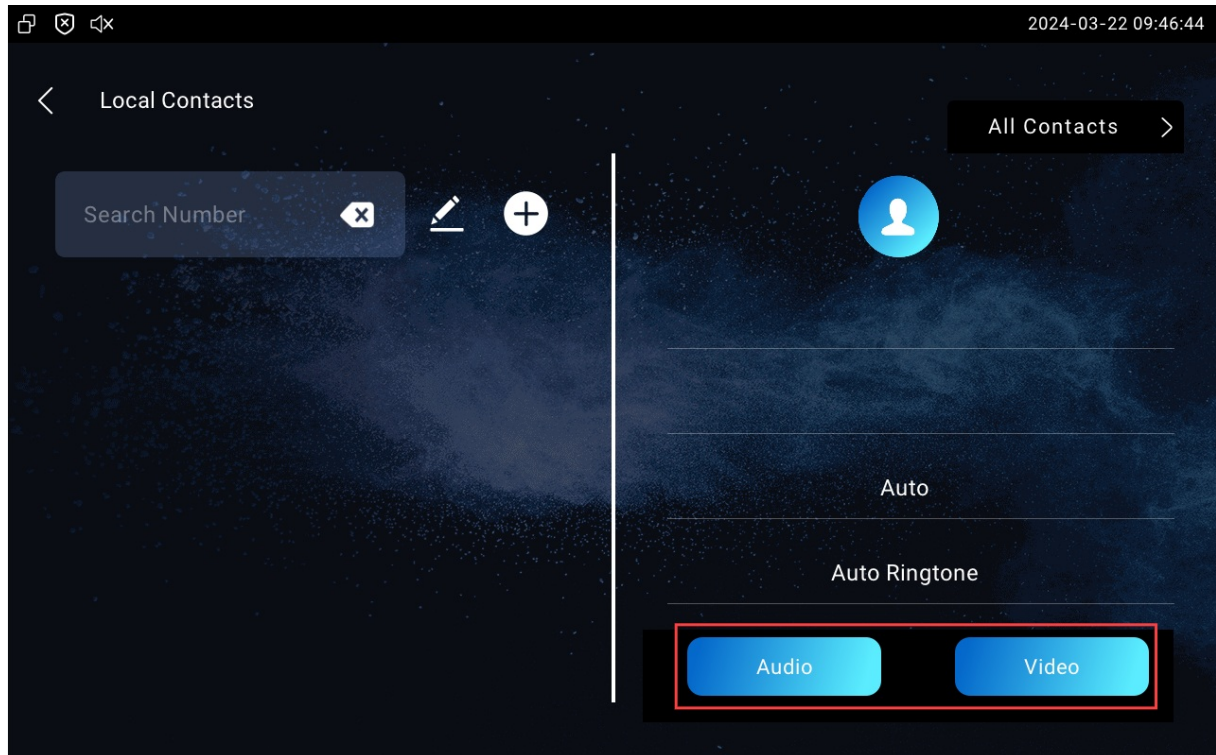 2024-03-22 09:46:44
Local Contacts
All Contacts
Search Number
Auto
Auto Ringtone
Audio
Video